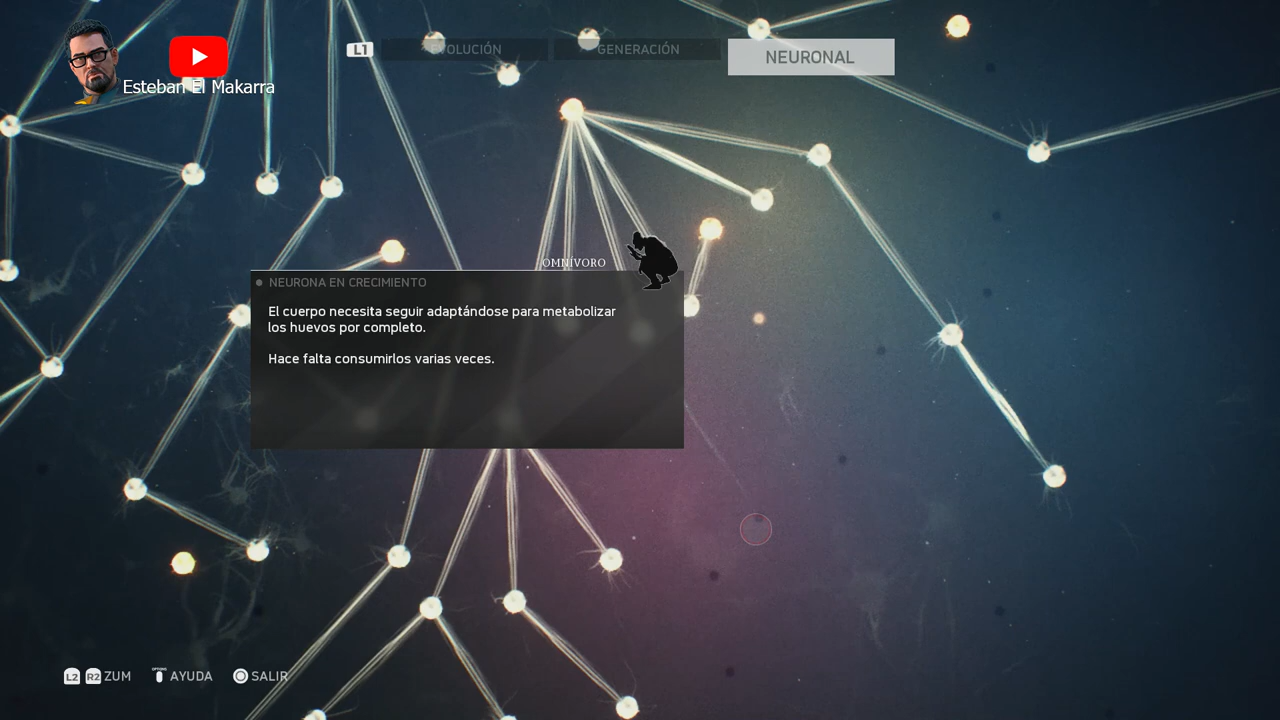 L1
EVOLUCIÓN
GENERACIÓN
NEURONAL
Esteban El Makarra
OMNÍVORO
NEURONA EN CRECIMIENTO
El cuerpo necesita seguir adaptándose para metabolizar
los huevos por completo.
Hace falta consumirlos varias veces.
L2 R2 ZUM
OPTIONS
AYUDA
SALIR